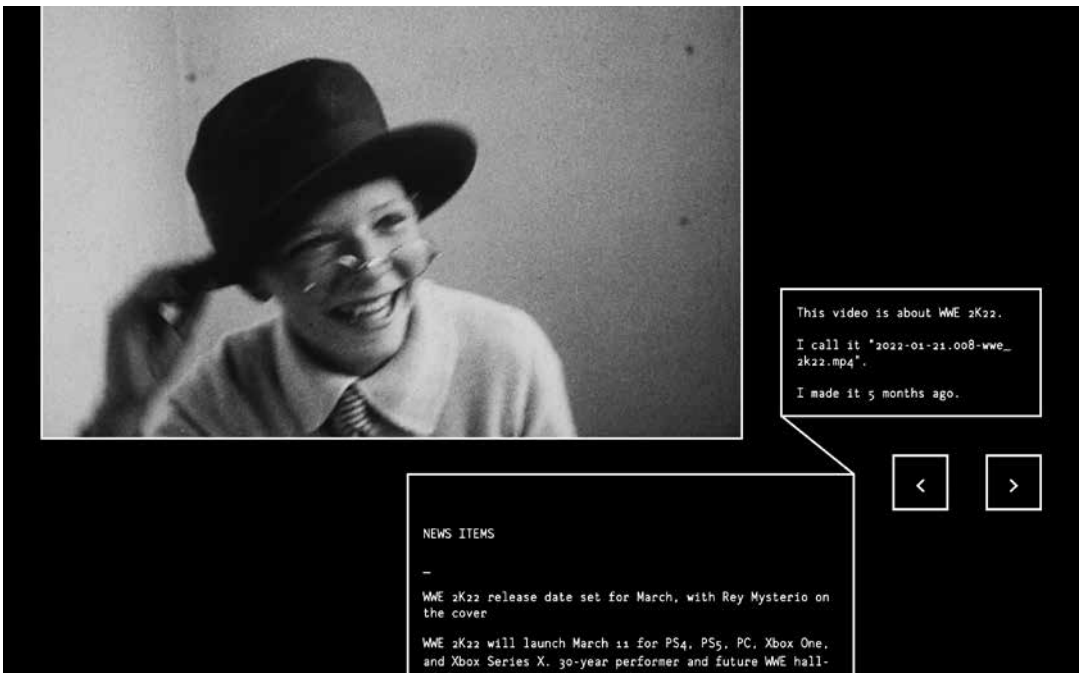 This video is about WWE 2K22.
I call it "2022-01-21.008-wwe_
2k22.mp4".
I made it 5 months ago.
<
>
NEWS ITEMS
—
WWE 2K22 release date set for March, with Rey Mysterio on
the cover
WWE 2K22 will launch March 11 for PS4, PS5, PC, Xbox One,
and Xbox Series X. 30-year performer and future WWE hall-